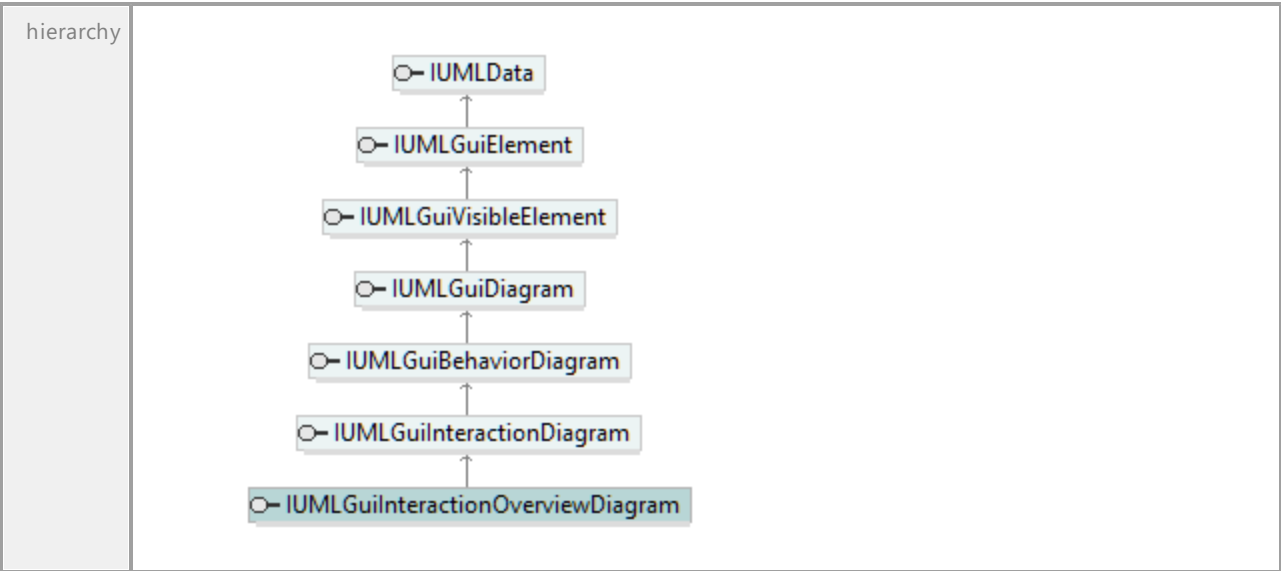 hierarchy
IUMLData
IUMLGuiElement
IUMLGuiVisibleElement
IUMLGuiDiagram
IUMLGuiBehaviorDiagram
IUMLGuiInteractionDiagram
IUMLGuiInteractionOverviewDiagram